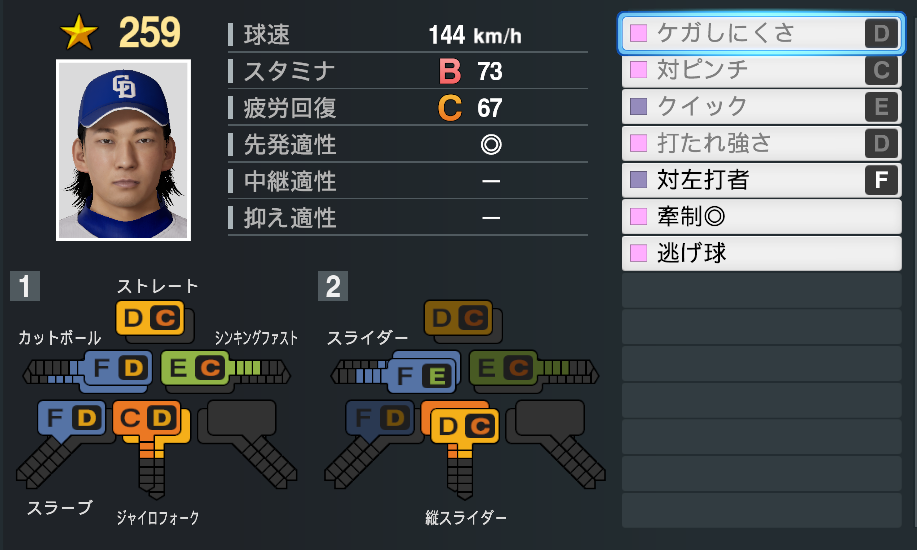 ★ 259
CD
球速 144 km/h
スタミナ B 73
疲労回復 C 67
先発適性 ◎
中継適性 —
抑え適性 —
ケガしにくさ D
対ピンチ C
クイック E
打たれ強さ D
対左打者 F
牽制◎
逃げ球
1
ストレート
D C
カットボール
シンキングファスト
F D
E C
F D
C D
スラーブ
ジャイロフォーク
2
D C
スライダー
F E
E C
F D
D C
縦スライダー